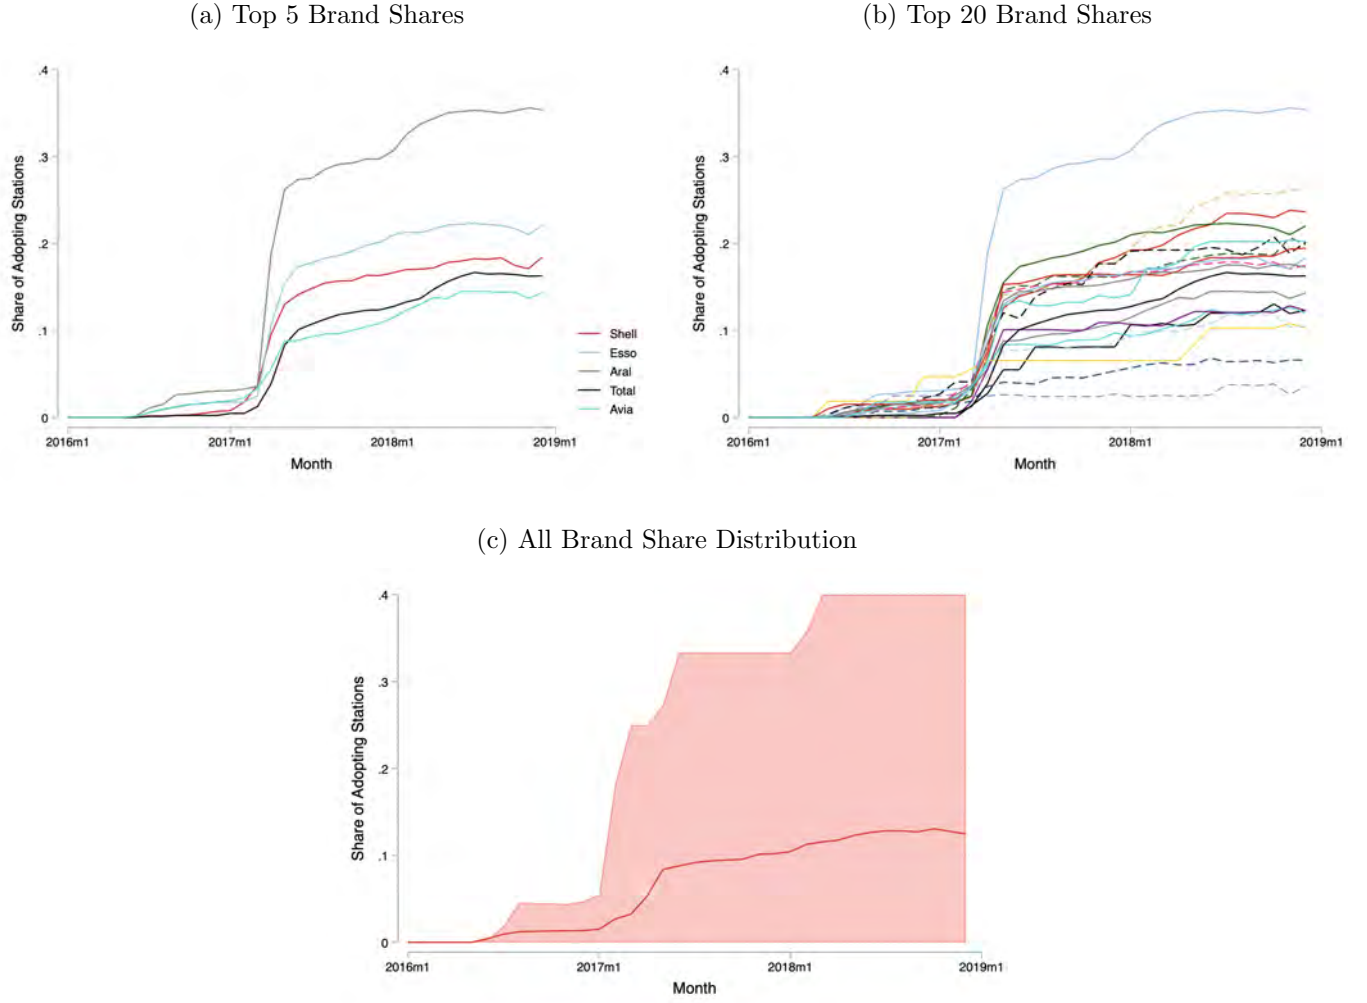 (a) Top 5 Brand Shares
.4
.3
.2
.1
0
Share of Adopting Stations
2016m1
2017m1
2018m1
2019m1
Month
Shell
Esso
Aral
Total
Avia
(b) Top 20 Brand Shares
.4
.3
.2
.1
0
Share of Adopting Stations
2016m1
2017m1
2018m1
2019m1
Month
(c) All Brand Share Distribution
.4
.3
.2
.1
0
Share of Adopting Stations
2016m1
2017m1
2018m1
2019m1
Month